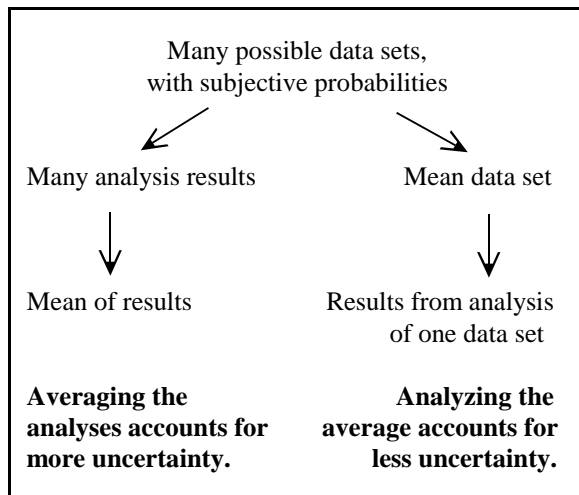 Many possible data sets,
with subjective probabilities
Many analysis results
Mean data set
Mean of results
Results from analysis
of one data set
Averaging the
analyses accounts for
more uncertainty.
Analyzing the
average accounts for
less uncertainty.